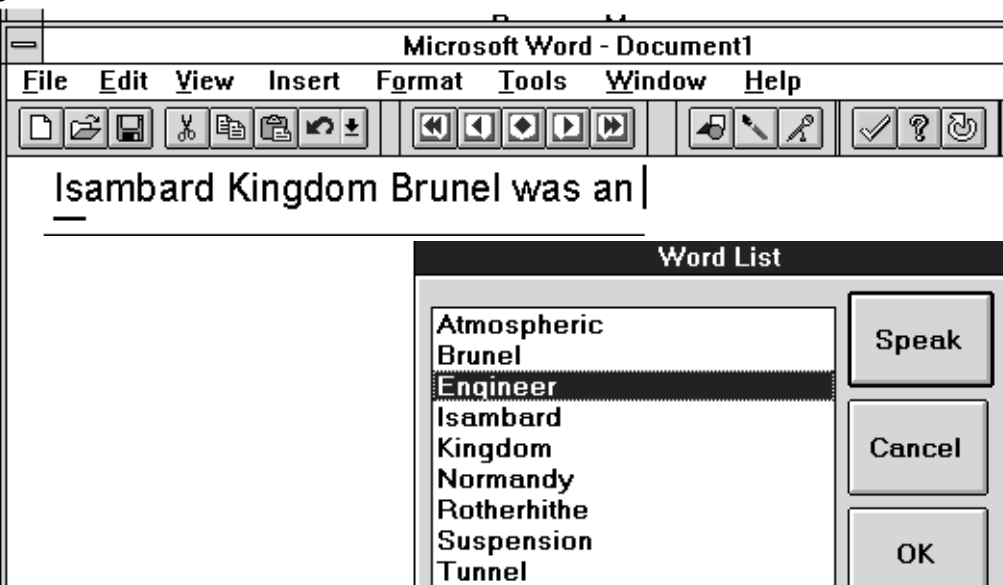 Microsoft Word - Document1
File Edit View Insert Format Tools Window Help
Isambard Kingdom Brunel was an
Word List
Atmospheric
Brunel
Engineer
Isambard
Kingdom
Normandy
Rotherhithe
Suspension
Tunnel
Speak
Cancel
OK